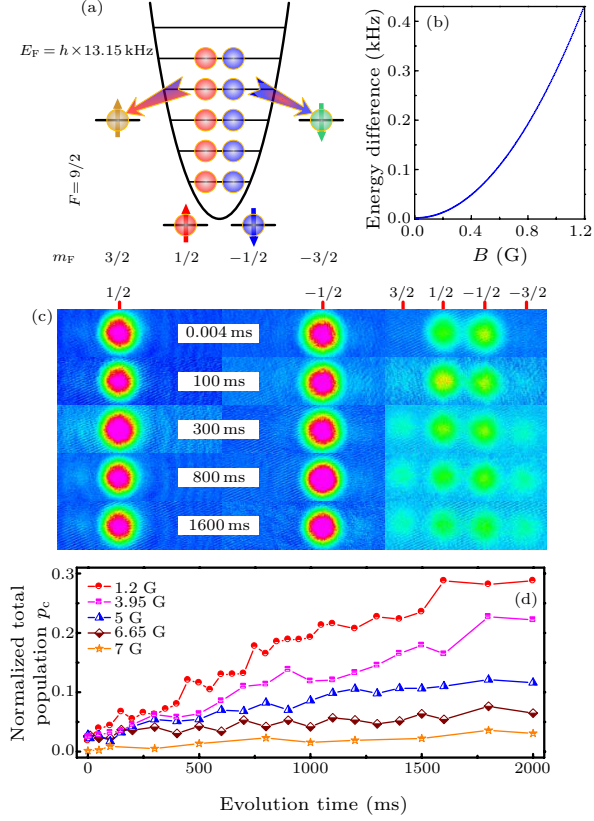 (a)
E_F = h × 13.15 kHz
F = 9/2
m_F 3/2 1/2 −1/2 −3/2
(b)
Energy difference (kHz)
0.4
0.3
0.2
0.1
0
0.0 0.4 0.8 1.2
B (G)
(c)
1/2 −1/2 3/2 1/2 −1/2 −3/2
0.004 ms
100 ms
300 ms
800 ms
1600 ms
(d)
Normalized total
population p_c
0.3
0.2
0.1
0.0
1.2 G
3.95 G
5 G
6.65 G
7 G
0 500 1000 1500 2000
Evolution time (ms)